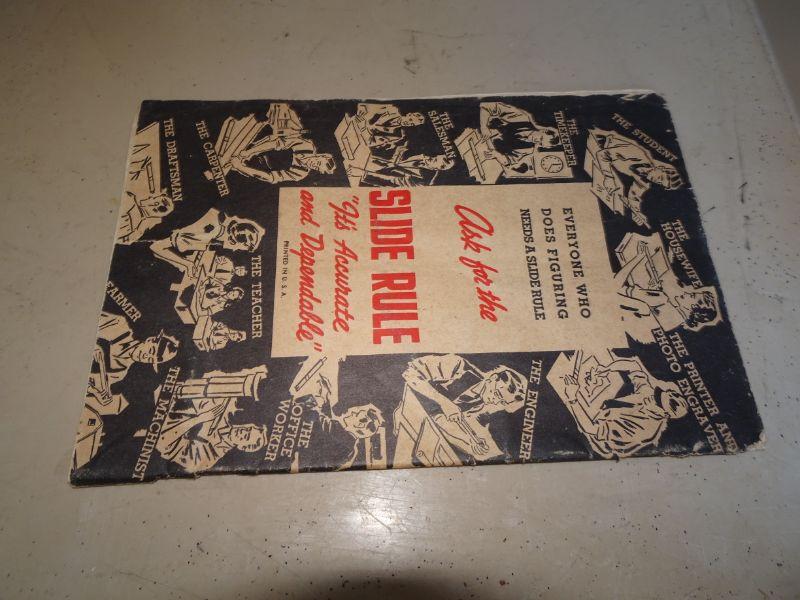 THE STUDENT
THE
HOUSEWIFE
THE PRINTER AND
PHOTO ENGRAVER
THE
TIMEKEEPER
EVERYONE WHO
DOES FIGURING
NEEDS A SLIDE RULE
Ask for the
SLIDE RULE
"It's Accurate
and Dependable"
PRINTED IN U.S.A.
THE ENGINEER
THE
SALESMAN
THE
OFFICE
WORKER
THE CARPENTER
THE TEACHER
THE MACHINIST
THE DRAFTSMAN
FARMER